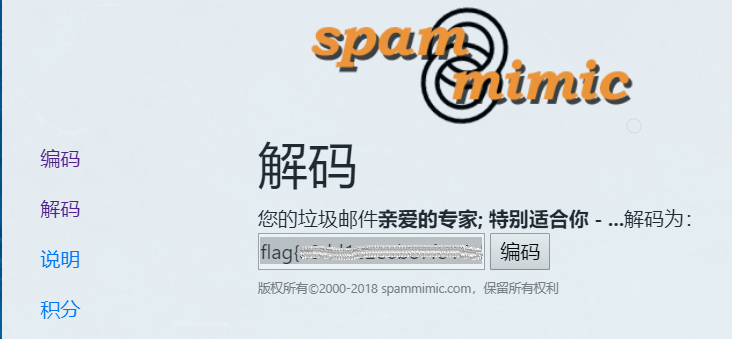 spam
mimic
编码
解码
说明
积分
解码
您的垃圾邮件亲爱的专家; 特别适合你 - ...解码为：
flag{
编码
版权所有©2000-2018 spammimic.com，保留所有权利